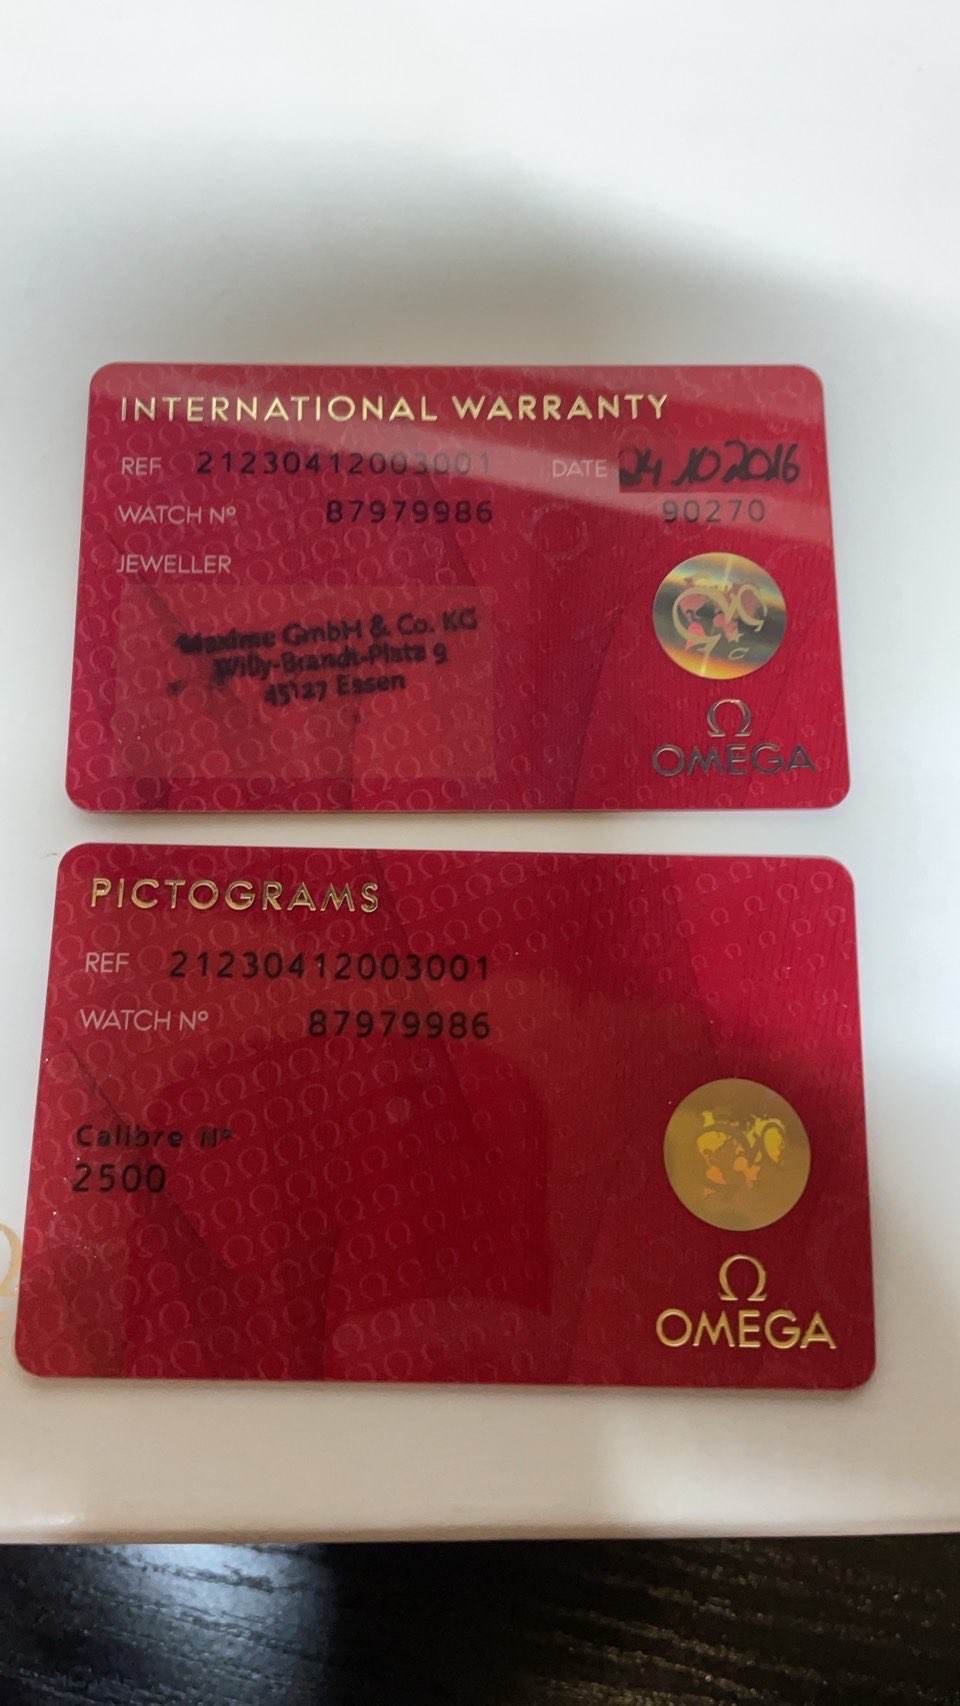 INTERNATIONAL WARRANTY
REF 21230412003001 DATE 24.10.2016
WATCH Nº 87979986 90270
JEWELLER
Maxime GmbH & Co. KG
Willy-Brandt-Platz 9
45127 Essen
Ω
OMEGA
PICTOGRAMS
REF 21230412003001
WATCH Nº 87979986
Calibre Nº
2500
Ω
OMEGA